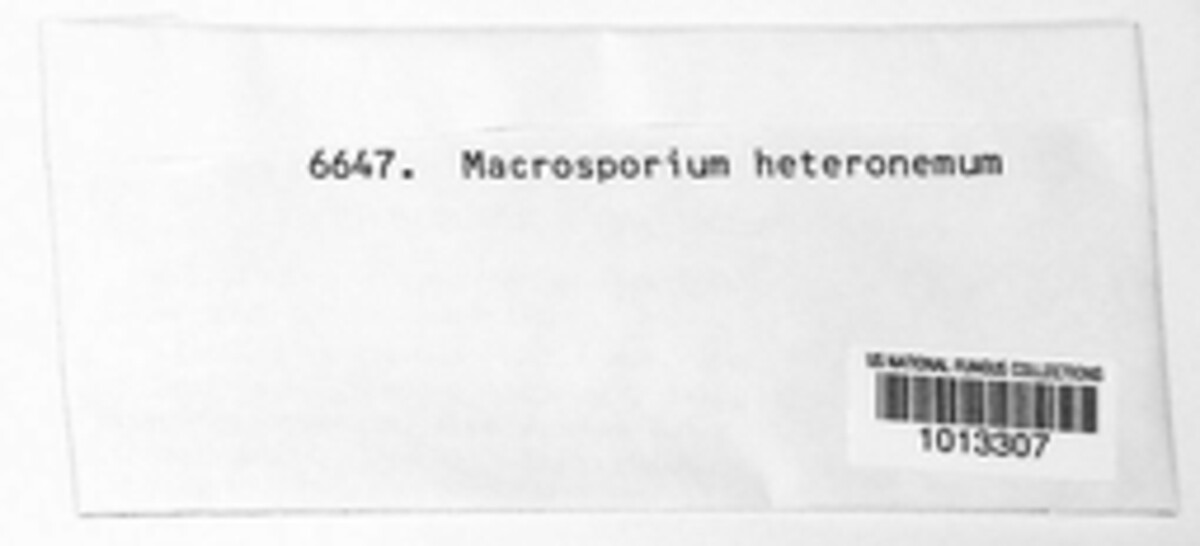 6647. Macrosporium heteronemum
US NATIONAL FUNGUS COLLECTIONS
1013307